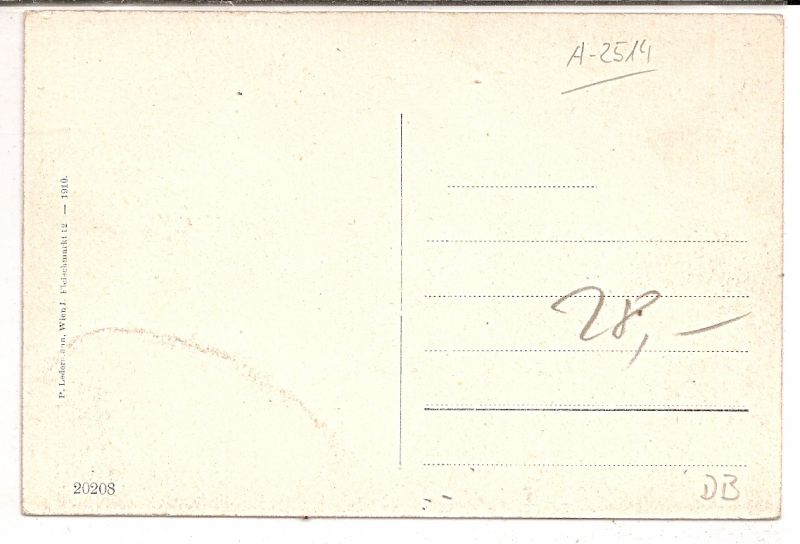 A-2514
P. Ledermann, Wien I. Fleischmarkt 12 — 1910.
28,—
20208
DB